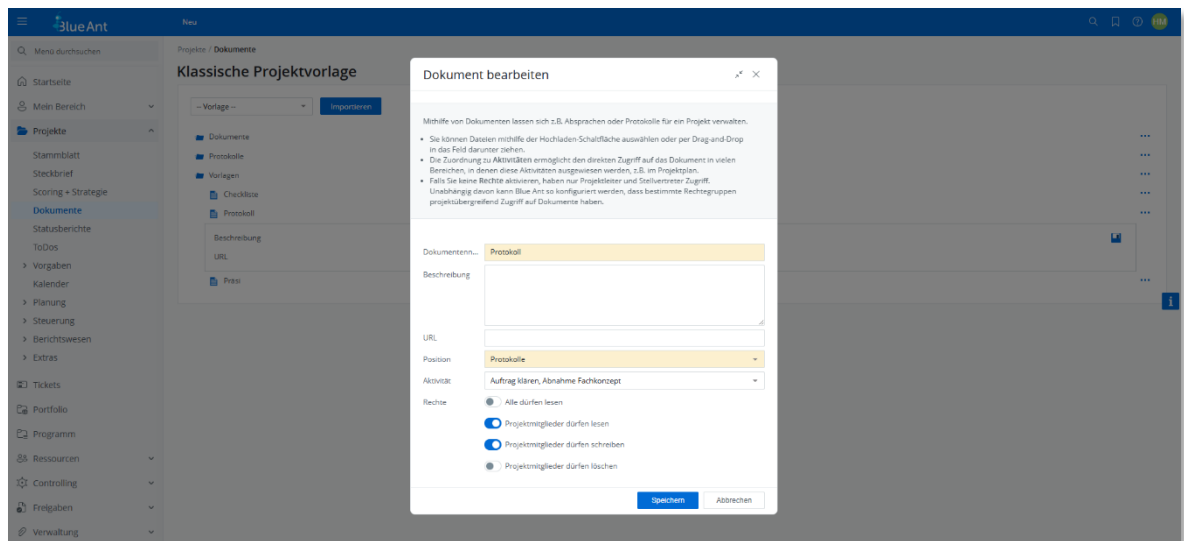 Blue Ant
Neu
HM
Menü durchsuchen
Projekte / Dokumente
Klassische Projektvorlage
Startseite
Mein Bereich
Projekte
Stammblatt
Steckbrief
Scoring + Strategie
Dokumente
Statusberichte
ToDos
Vorgaben
Kalender
Planung
Steuerung
Berichtswesen
Extras
Tickets
Portfolio
Programm
Ressourcen
Controlling
Freigaben
Verwaltung
-- Vorlage --
Importieren
Dokumente
Protokolle
Vorlagen
Checkliste
Protokoll
Beschreibung
URL
Dokument bearbeiten
Mithilfe von Dokumenten lassen sich z.B. Absprachen oder Protokolle für ein Projekt verwalten.
• Sie können Dateien mithilfe der Hochladen-Schaltfläche auswählen oder per Drag-and-Drop
in das Feld darunter ziehen.
• Die Zuordnung zu Aktivitäten ermöglicht den direkten Zugriff auf das Dokument in vielen
Bereichen, in denen diese Aktivitäten ausgewiesen werden, z.B. im Projektplan.
• Falls Sie keine Rechte aktivieren, haben nur Projektleiter und Stellvertreter Zugriff.
Unabhängig davon kann Blue Ant so konfiguriert werden, dass bestimmte Rechtegruppen
projektübergreifend Zugriff auf Dokumente haben.
Dokumentenn... Protokoll
Beschreibung
URL
Position Protokolle
Aktivität Auftrag klären, Abnahme Fachkonzept
Rechte Alle dürfen lesen
Projektmitglieder dürfen lesen
Projektmitglieder dürfen schreiben
Projektmitglieder dürfen löschen
Speichern Abbrechen
i